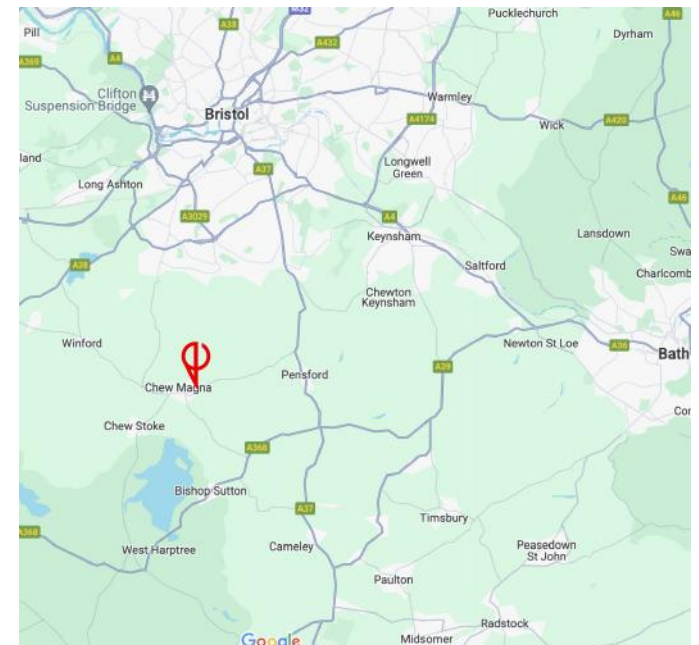 Pucklechurch
Pill
A38
A46
Dyrham
A432
A4
A369
Clifton
Suspension Bridge
Warmley
Bristol
A4174
A420
Wick
A37
Longwell
Green
Long Ashton
A46
A3029
A4
Keynsham
Lansdown
Saltford
A38
Charlcomb
Chewton
Keynsham
Winford
Newton St Loe
A36
Bath
Pensford
A39
Chew Magna
Chew Stoke
A368
Bishop Sutton
A37
Timsbury
A368
West Harptree
Cameley
Peasedown
St John
Paulton
Radstock
Google
Midsomer